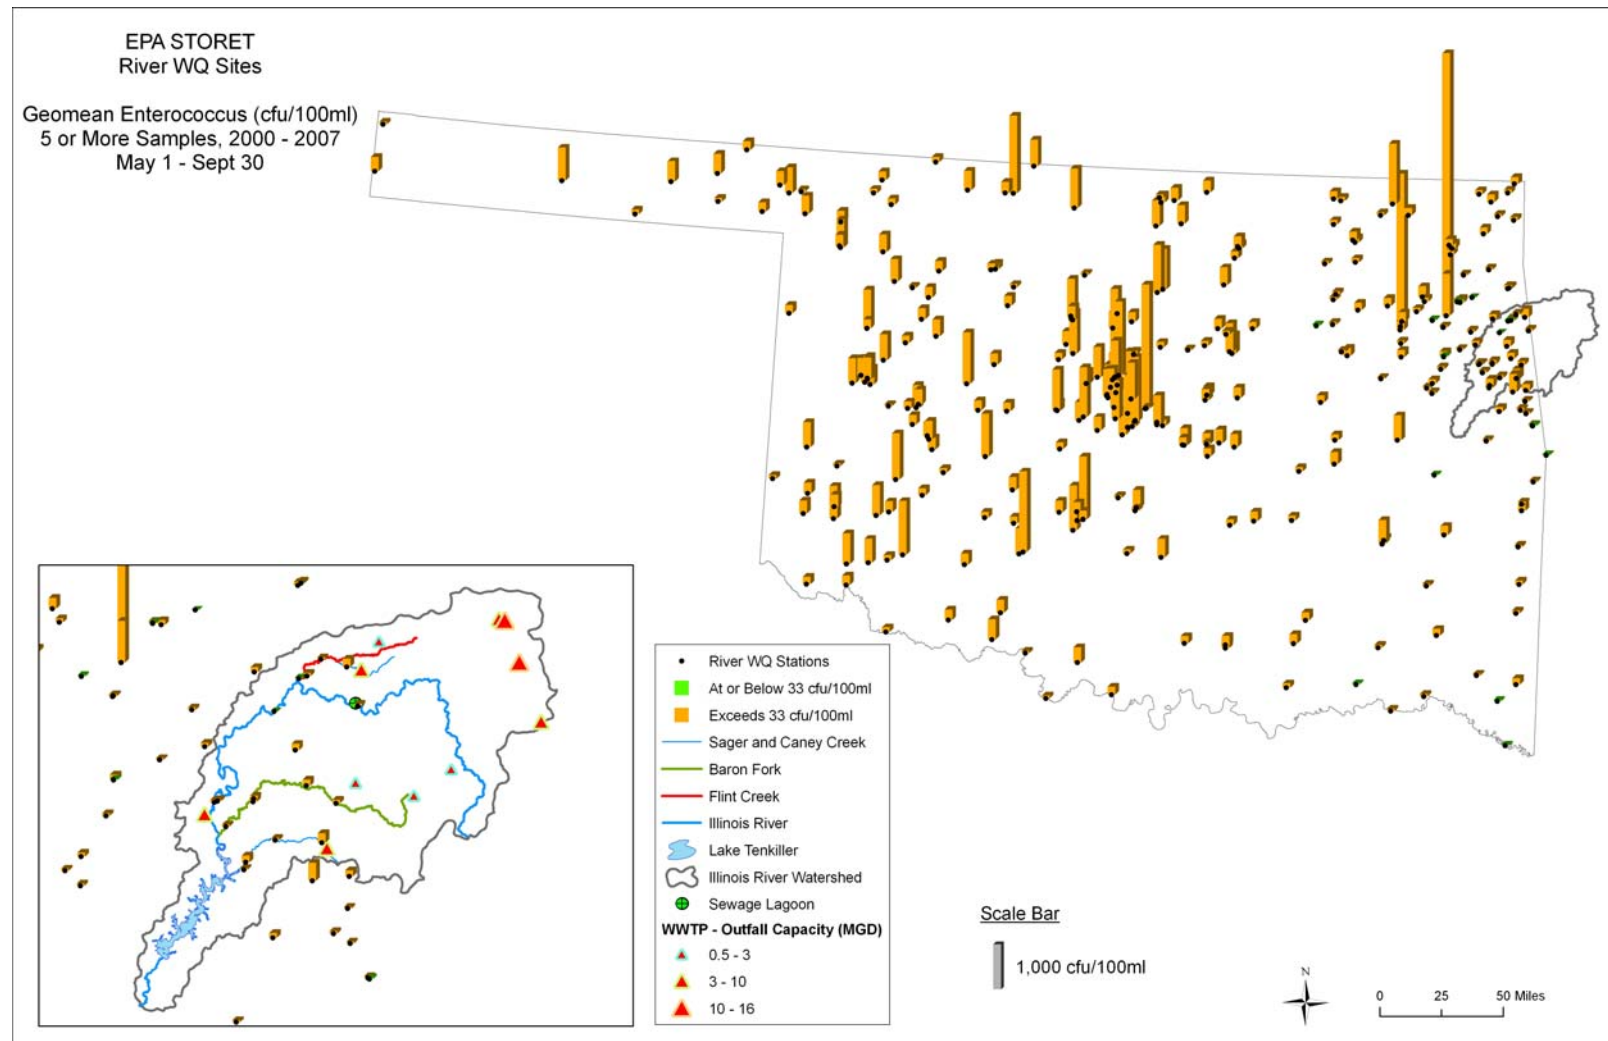 EPA STORET
River WQ Sites
Geomean Enterococcus (cfu/100ml)
5 or More Samples, 2000 - 2007
May 1 - Sept 30
River WQ Stations
At or Below 33 cfu/100ml
Exceeds 33 cfu/100ml
Sager and Caney Creek
Baron Fork
Flint Creek
Illinois River
Lake Tenkiller
Illinois River Watershed
Sewage Lagoon
WWTP - Outfall Capacity (MGD)
0.5 - 3
3 - 10
10 - 16
Scale Bar
1,000 cfu/100ml
N
0 25 50 Miles